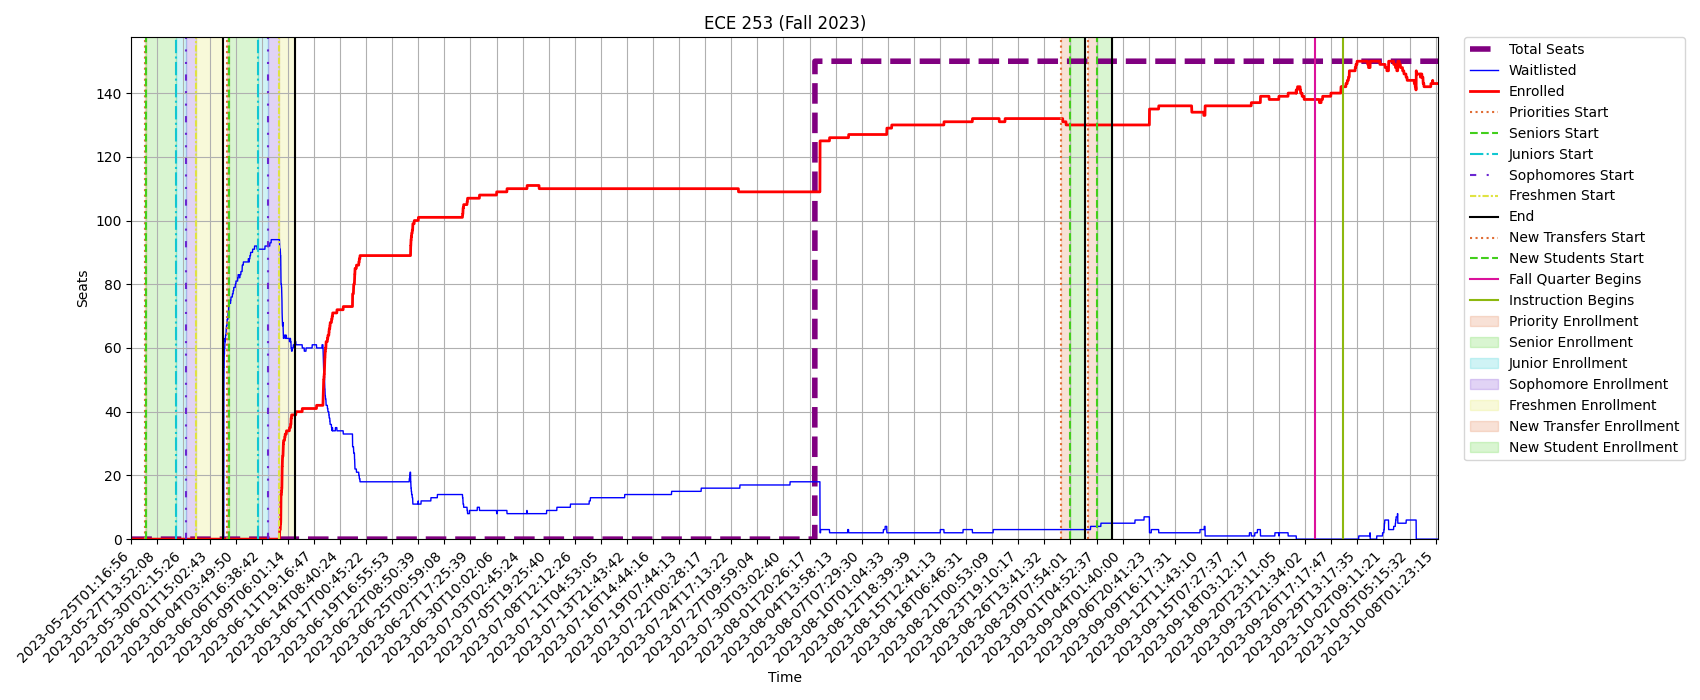 ECE 253 (Fall 2023)
Seats
0
20
40
60
80
100
120
140
2023-05-25T01:16:56
2023-05-27T13:52:08
2023-05-30T02:15:26
2023-06-01T15:02:43
2023-06-04T03:49:50
2023-06-06T16:38:42
2023-06-09T06:01:14
2023-06-11T19:16:47
2023-06-14T08:40:24
2023-06-17T00:45:22
2023-06-19T16:55:53
2023-06-22T08:50:39
2023-06-25T00:59:08
2023-06-27T17:25:39
2023-06-30T10:02:06
2023-07-03T02:45:24
2023-07-05T19:25:40
2023-07-08T12:12:26
2023-07-11T04:53:05
2023-07-13T21:43:42
2023-07-16T14:44:16
2023-07-19T07:44:13
2023-07-22T00:28:17
2023-07-24T17:13:22
2023-07-27T09:59:04
2023-07-30T03:02:40
2023-08-01T20:26:17
2023-08-04T13:58:13
2023-08-07T07:29:30
2023-08-10T01:04:33
2023-08-12T18:39:39
2023-08-15T12:41:13
2023-08-18T06:46:31
2023-08-21T00:53:09
2023-08-23T19:10:17
2023-08-26T13:41:32
2023-08-29T07:54:01
2023-09-01T04:52:37
2023-09-04T01:40:00
2023-09-06T20:41:23
2023-09-09T16:17:31
2023-09-12T11:43:10
2023-09-15T07:27:37
2023-09-18T03:12:17
2023-09-20T23:11:05
2023-09-23T21:34:02
2023-09-26T17:17:47
2023-09-29T13:17:35
2023-10-02T09:11:21
2023-10-05T05:15:32
2023-10-08T01:23:15
Time
Total Seats
Waitlisted
Enrolled
Priorities Start
Seniors Start
Juniors Start
Sophomores Start
Freshmen Start
End
New Transfers Start
New Students Start
Fall Quarter Begins
Instruction Begins
Priority Enrollment
Senior Enrollment
Junior Enrollment
Sophomore Enrollment
Freshmen Enrollment
New Transfer Enrollment
New Student Enrollment